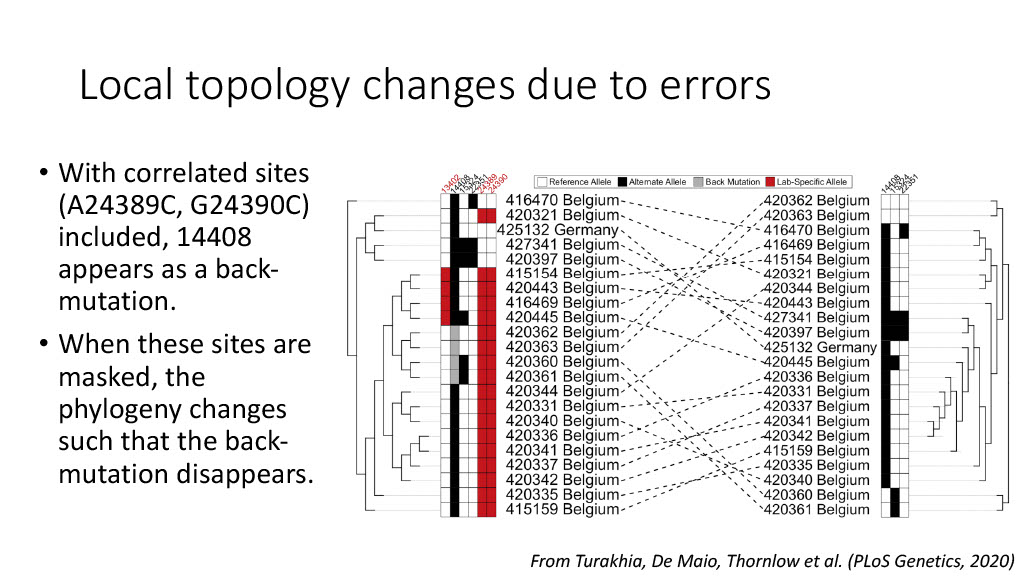 Local topology changes due to errors
• With correlated sites
(A24389C, G24390C)
included, 14408
appears as a back-
mutation.
• When these sites are
masked, the
phylogeny changes
such that the back-
mutation disappears.
13402 14408 22351 24389 24390
Reference Allele Alternate Allele Back Mutation Lab-Specific Allele
14408 22351
416470 Belgium
420321 Belgium
425132 Germany
427341 Belgium
420397 Belgium
415154 Belgium
420443 Belgium
416469 Belgium
420445 Belgium
420362 Belgium
420363 Belgium
420360 Belgium
420361 Belgium
420344 Belgium
420331 Belgium
420340 Belgium
420336 Belgium
420341 Belgium
420337 Belgium
420342 Belgium
420335 Belgium
415159 Belgium
420362 Belgium
420363 Belgium
416470 Belgium
416469 Belgium
415154 Belgium
420321 Belgium
420344 Belgium
420443 Belgium
427341 Belgium
420397 Belgium
425132 Germany
420445 Belgium
420336 Belgium
420331 Belgium
420337 Belgium
420341 Belgium
420342 Belgium
415159 Belgium
420335 Belgium
420340 Belgium
420360 Belgium
420361 Belgium
From Turakhia, De Maio, Thornlow et al. (PLoS Genetics, 2020)